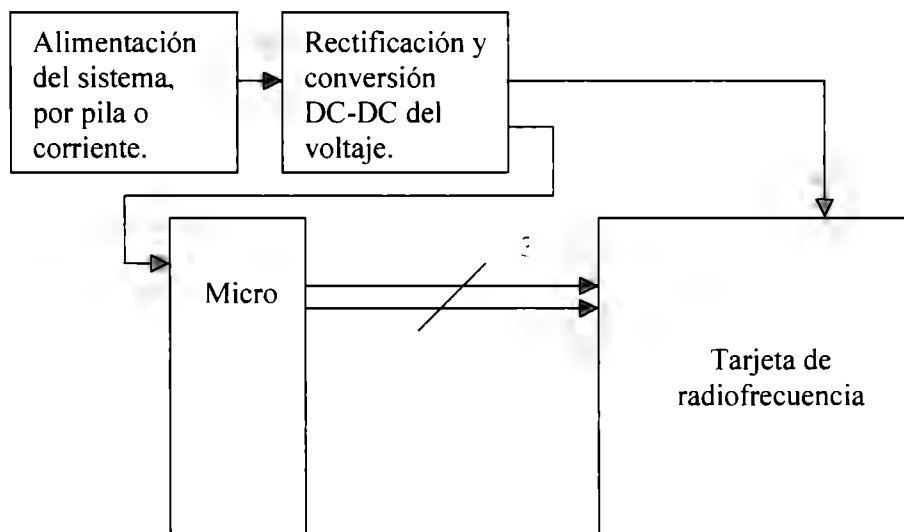 Alimentación
del sistema,
por pila o
corriente.
Rectificación y
conversión
DC-DC del
voltaje.
Micro
Tarjeta de
radiofrecuencia